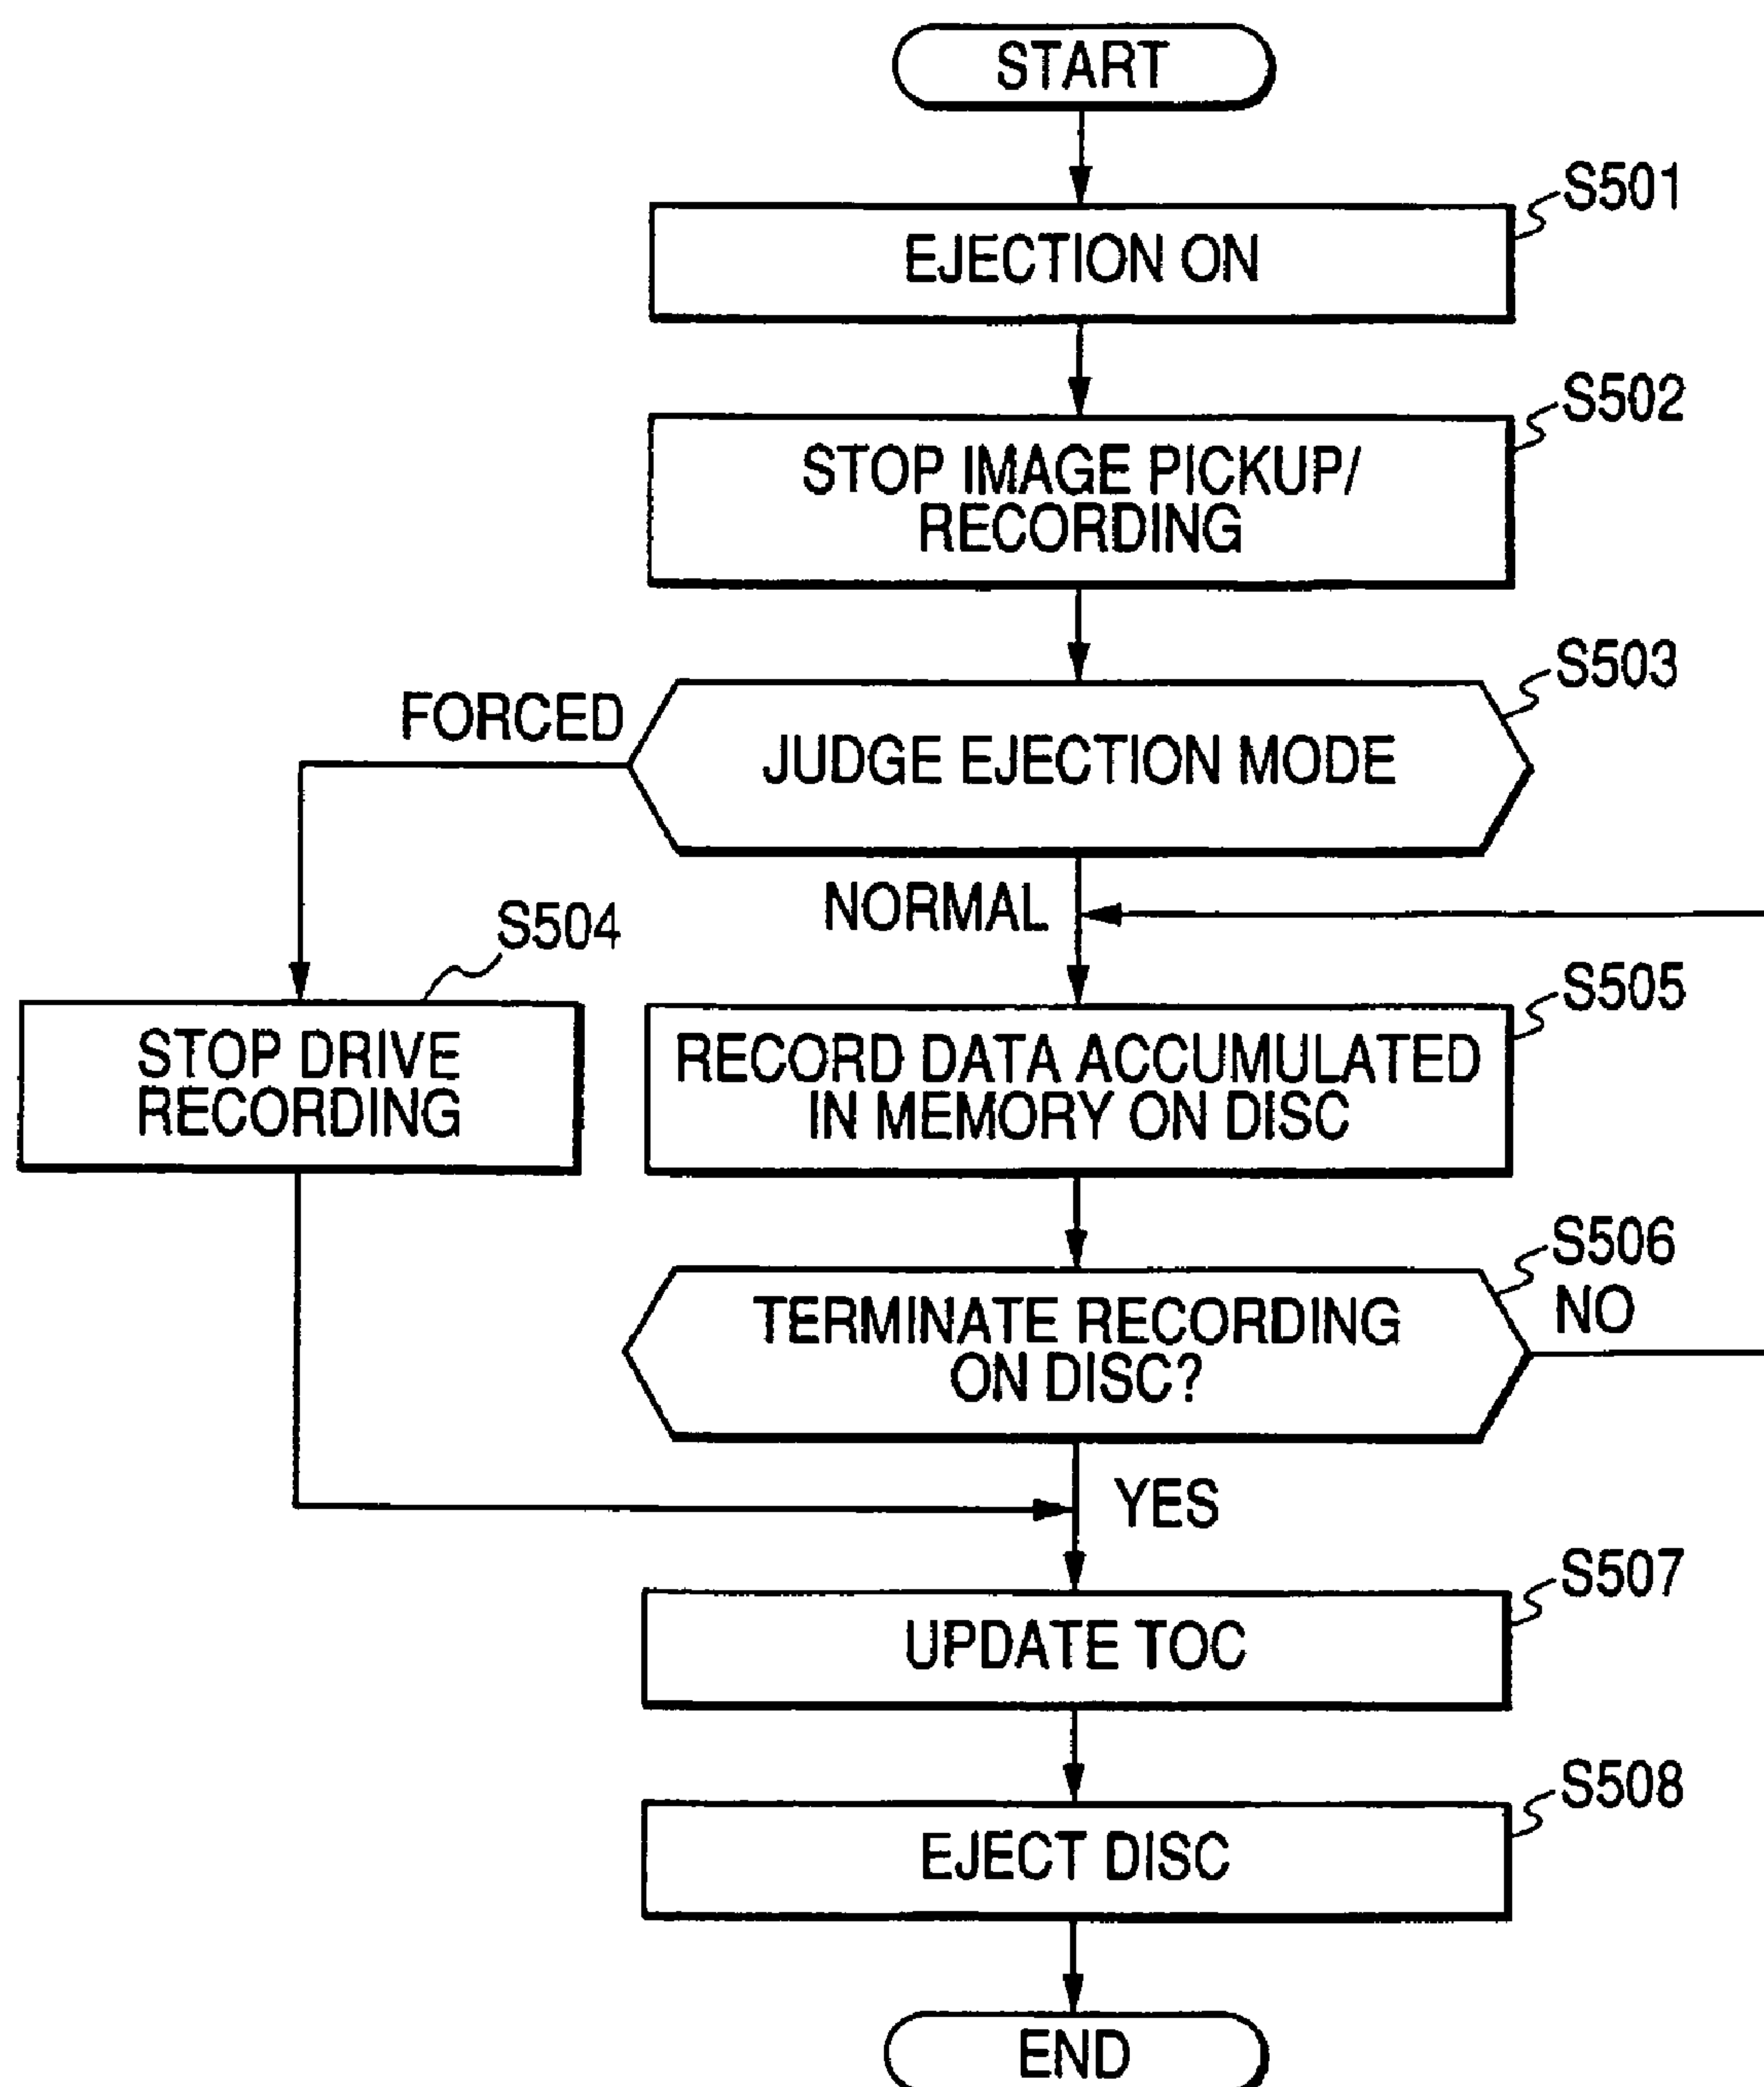 START
S501
EJECTION ON
S502
STOP IMAGE PICKUP/
RECORDING
S503
FORCED
JUDGE EJECTION MODE
NORMAL
S504
S505
STOP DRIVE
RECORDING
RECORD DATA ACCUMULATED
IN MEMORY ON DISC
S506
NO
TERMINATE RECORDING
ON DISC?
YES
S507
UPDATE TOC
S508
EJECT DISC
END